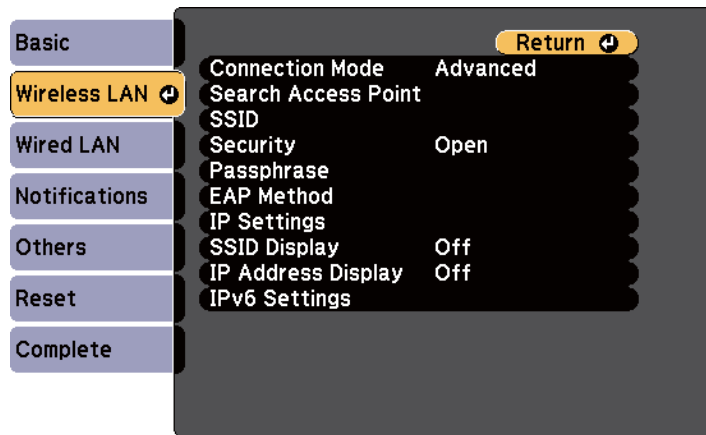 Basic
Wireless LAN
Wired LAN
Notifications
Others
Reset
Complete
Return
Connection Mode Advanced
Search Access Point
SSID
Security Open
Passphrase
EAP Method
IP Settings
SSID Display Off
IP Address Display Off
IPv6 Settings